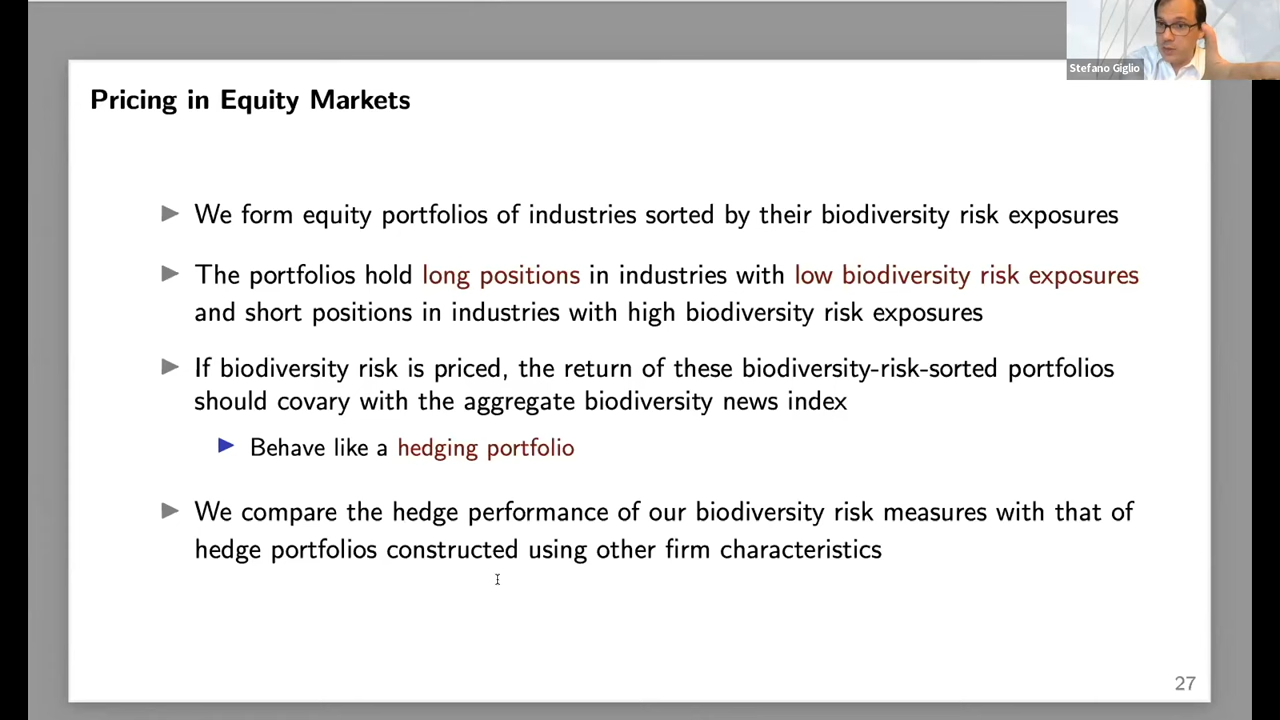 Stefano Giglio
Pricing in Equity Markets
We form equity portfolios of industries sorted by their biodiversity risk exposures
The portfolios hold long positions in industries with low biodiversity risk exposures
and short positions in industries with high biodiversity risk exposures
If biodiversity risk is priced, the return of these biodiversity-risk-sorted portfolios
should covary with the aggregate biodiversity news index
Behave like a hedging portfolio
We compare the hedge performance of our biodiversity risk measures with that of
hedge portfolios constructed using other firm characteristics
27